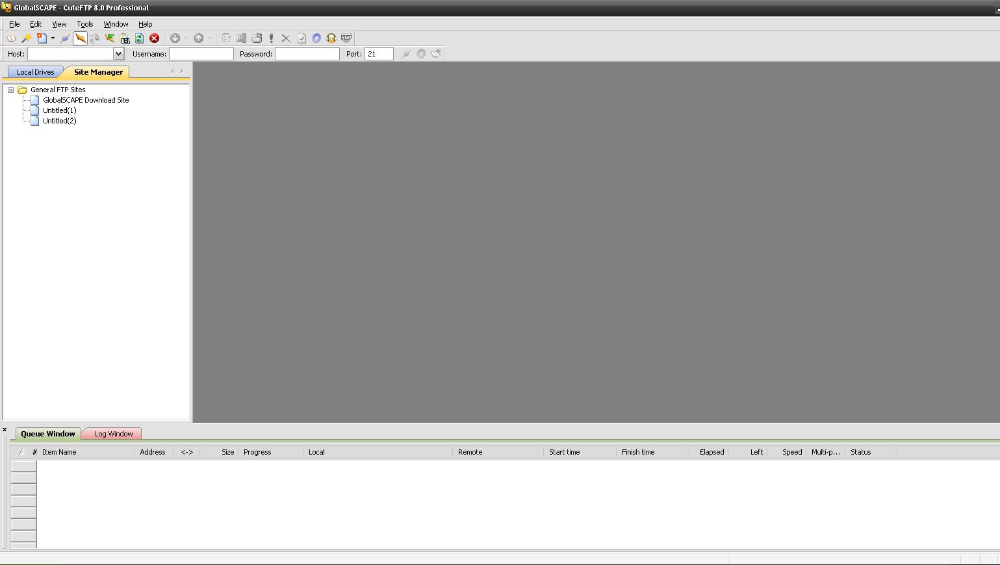 GlobalSCAPE - CuteFTP 8.0 Professional
File Edit View Tools Window Help
URL PGP
Host: Username: Password: Port: 21
Local Drives Site Manager
General FTP Sites
GlobalSCAPE Download Site
Untitled(1)
Untitled(2)
Queue Window Log Window
# Item Name Address <-> Size Progress Local Remote Start time Finish time Elapsed Left Speed Multi-p... Status